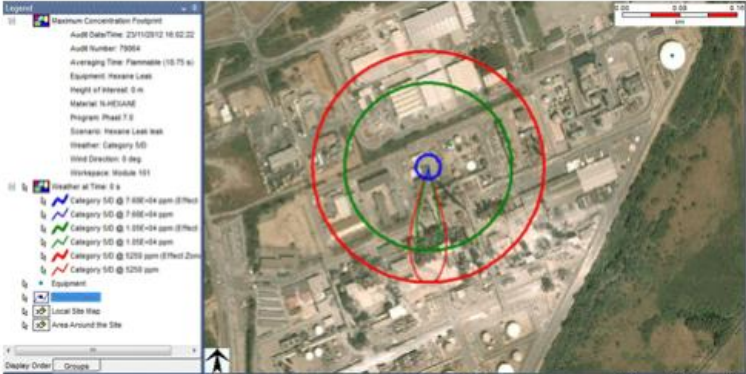 Legend
Maximum Concentration Footprint
Audit Date/Time: 23/11/2012 16:02:22
Audit Number: 79864
Averaging Time: Flammable (18.75 s)
Equipment: Hexane Leak
Height of Interest: 0 m
Material: N-HEXANE
Program: Phast 7.0
Scenario: Hexane Leak leak
Weather: Category 5/D
Wind Direction: 0 deg
Workspace: Module 101
Weather at Time: 0 s
Category 5/D @ 7.68E+04 ppm (Effect
Category 5/D @ 7.68E+04 ppm
Category 5/D @ 1.05E+04 ppm (Effect
Category 5/D @ 1.05E+04 ppm
Category 5/D @ 5250 ppm (Effect Zon
Category 5/D @ 5250 ppm
Equipment
Local Site Map
Area Around the Site
Display Order Groups
0.00 0.08 0.16
km